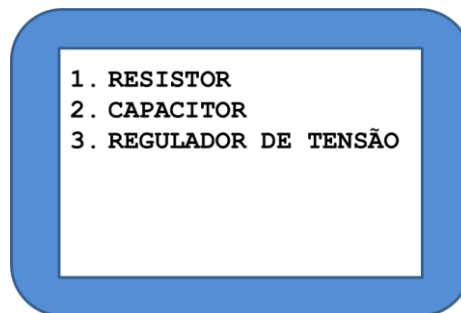 1. RESISTOR
2. CAPACITOR
3. REGULADOR DE TENSÃO